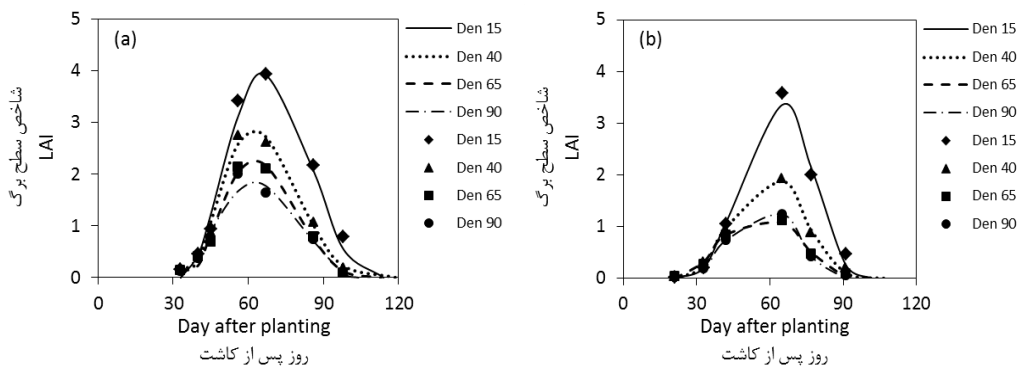 (a)
5
4
3
2
1
0
0
30
60
90
120
شاخص سطح برگ
LAI
Day after planting
روز پس از کاشت
Den 15
Den 40
Den 65
Den 90
Den 15
Den 40
Den 65
Den 90
(b)
5
4
3
2
1
0
0
30
60
90
120
شاخص سطح برگ
LAI
Day after planting
روز پس از کاشت
Den 15
Den 40
Den 65
Den 90
Den 15
Den 40
Den 65
Den 90